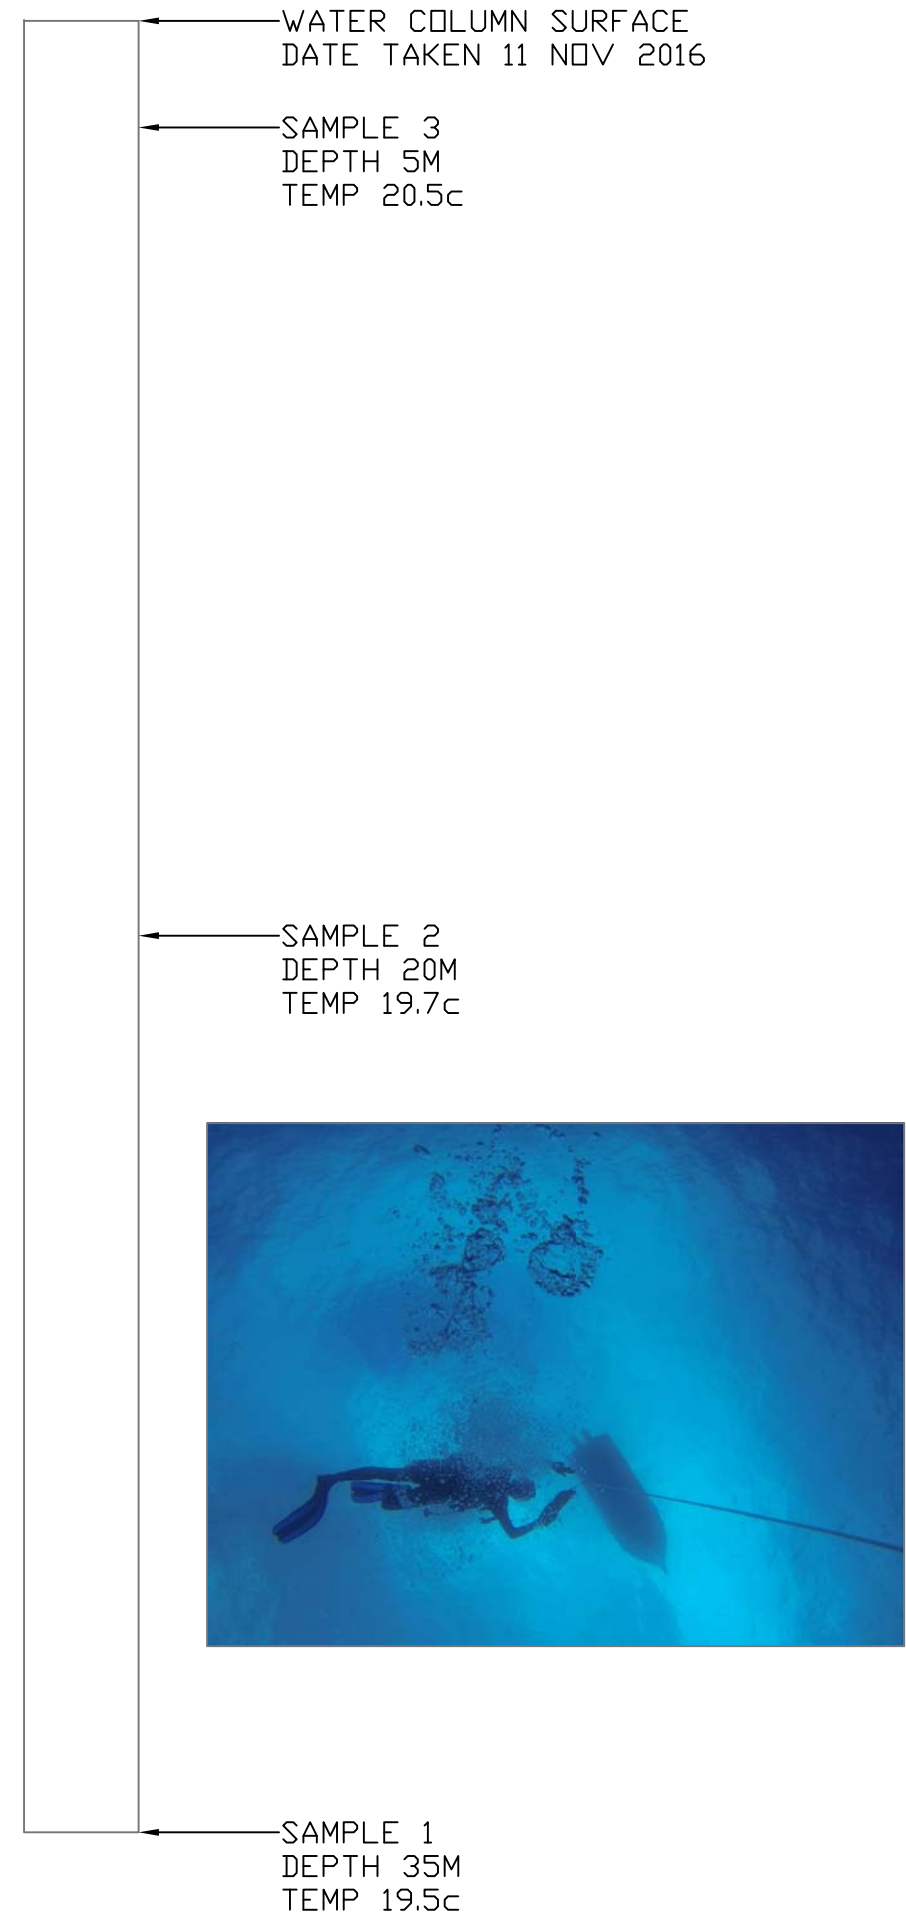 WATER COLUMN SURFACE
DATE TAKEN 11 NOV 2016
SAMPLE 3
DEPTH 5M
TEMP 20.5c
SAMPLE 2
DEPTH 20M
TEMP 19.7c
SAMPLE 1
DEPTH 35M
TEMP 19.5c